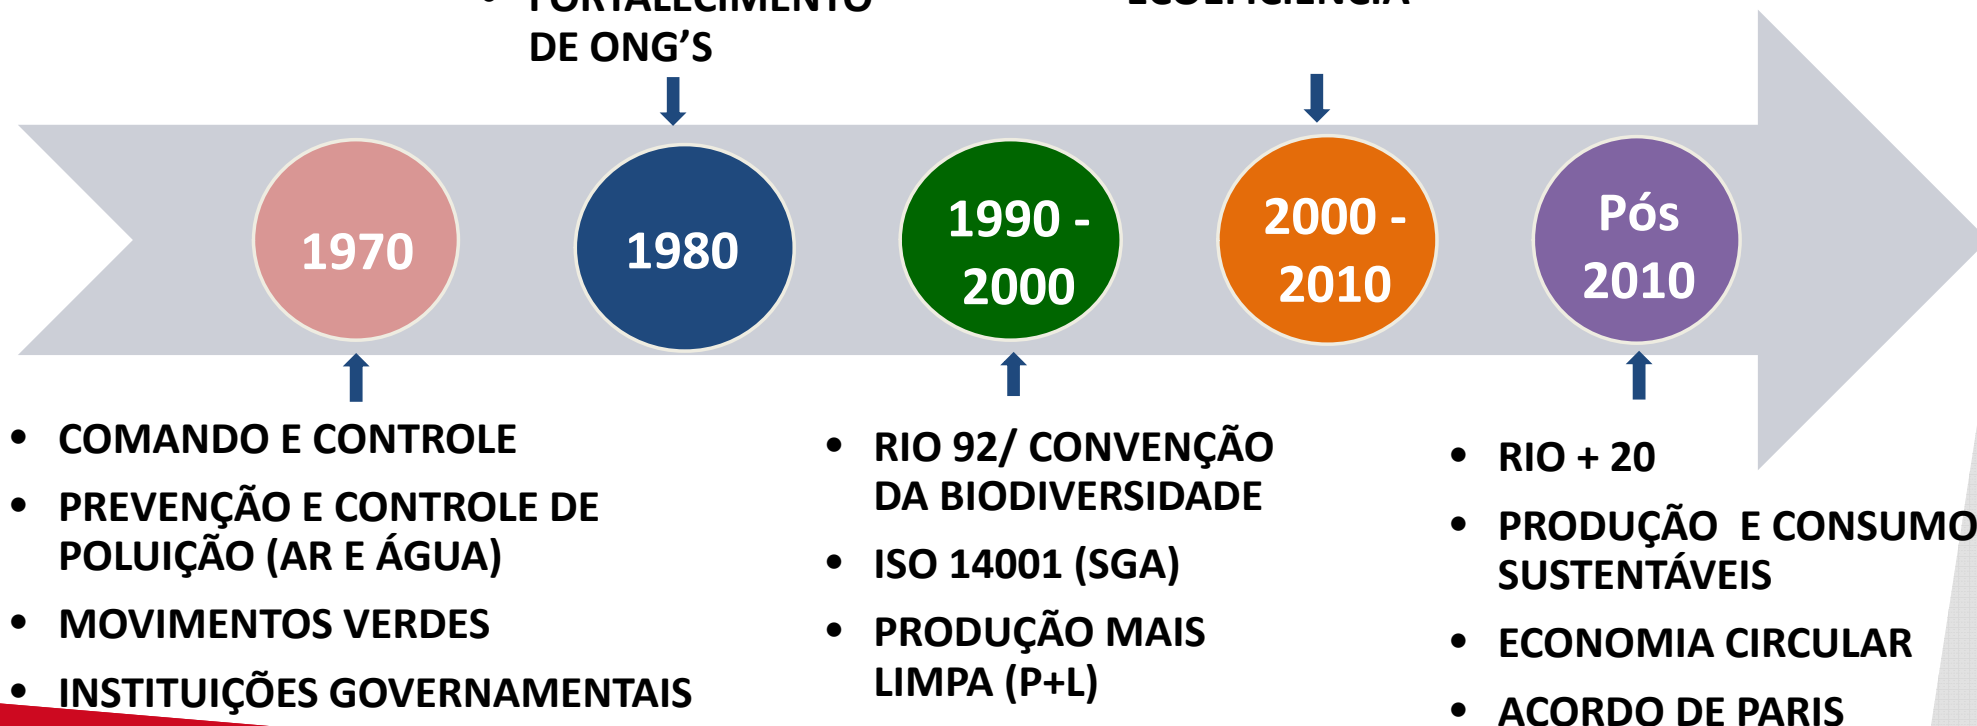 • FORTALECIMENTO
DE ONG’S
ECOEFICIÊNCIA
1970
1980
1990 -
2000
2000 -
2010
Pós
2010
• COMANDO E CONTROLE
• PREVENÇÃO E CONTROLE DE
POLUIÇÃO (AR E ÁGUA)
• MOVIMENTOS VERDES
• INSTITUIÇÕES GOVERNAMENTAIS
• RIO 92/ CONVENÇÃO
DA BIODIVERSIDADE
• ISO 14001 (SGA)
• PRODUÇÃO MAIS
LIMPA (P+L)
• RIO + 20
• PRODUÇÃO E CONSUMO
SUSTENTÁVEIS
• ECONOMIA CIRCULAR
• ACORDO DE PARIS